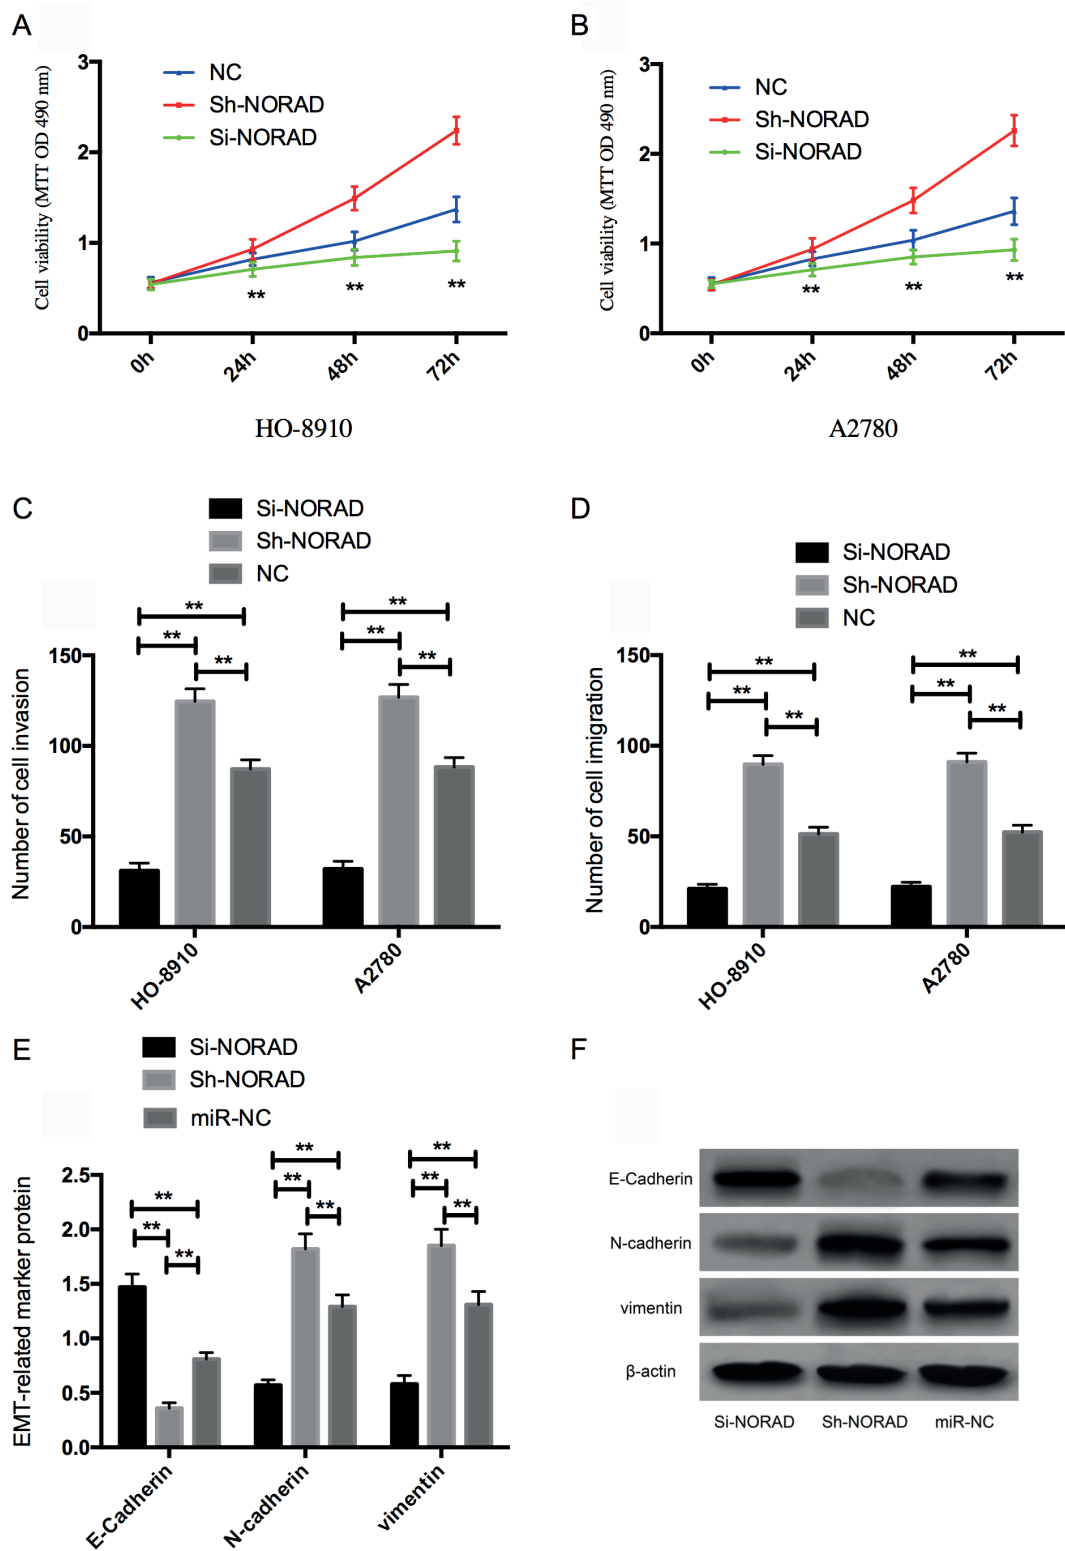 A
B
3
2
1
0
Cell viability (MTT OD 490 nm)
NC
Sh-NORAD
Si-NORAD
**
**
**
0h
24h
48h
72h
HO-8910
3
2
1
0
Cell viability (MTT OD 490 nm)
NC
Sh-NORAD
Si-NORAD
**
**
**
0h
24h
48h
72h
A2780
C
Si-NORAD
Sh-NORAD
NC
**
**
**
**
**
**
150
100
50
0
Number of cell invasion
HO-8910
A2780
D
Si-NORAD
Sh-NORAD
NC
**
**
**
**
**
**
150
100
50
0
Number of cell imigration
HO-8910
A2780
E
Si-NORAD
Sh-NORAD
miR-NC
**
**
**
**
**
**
**
**
**
2.5
2.0
1.5
1.0
0.5
0.0
EMT-related marker protein
E-Cadherin
N-cadherin
vimentin
F
E-Cadherin
N-cadherin
vimentin
β-actin
Si-NORAD
Sh-NORAD
miR-NC